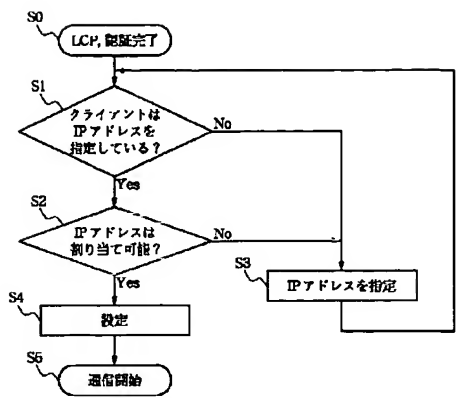 S0
LCP, 認証完了
S1
クライアントは
IPアドレスを
指定している?
No
Yes
S2
IPアドレスは
割り当て可能?
No
Yes
S3
IPアドレスを指定
S4
設定
S5
通信開始